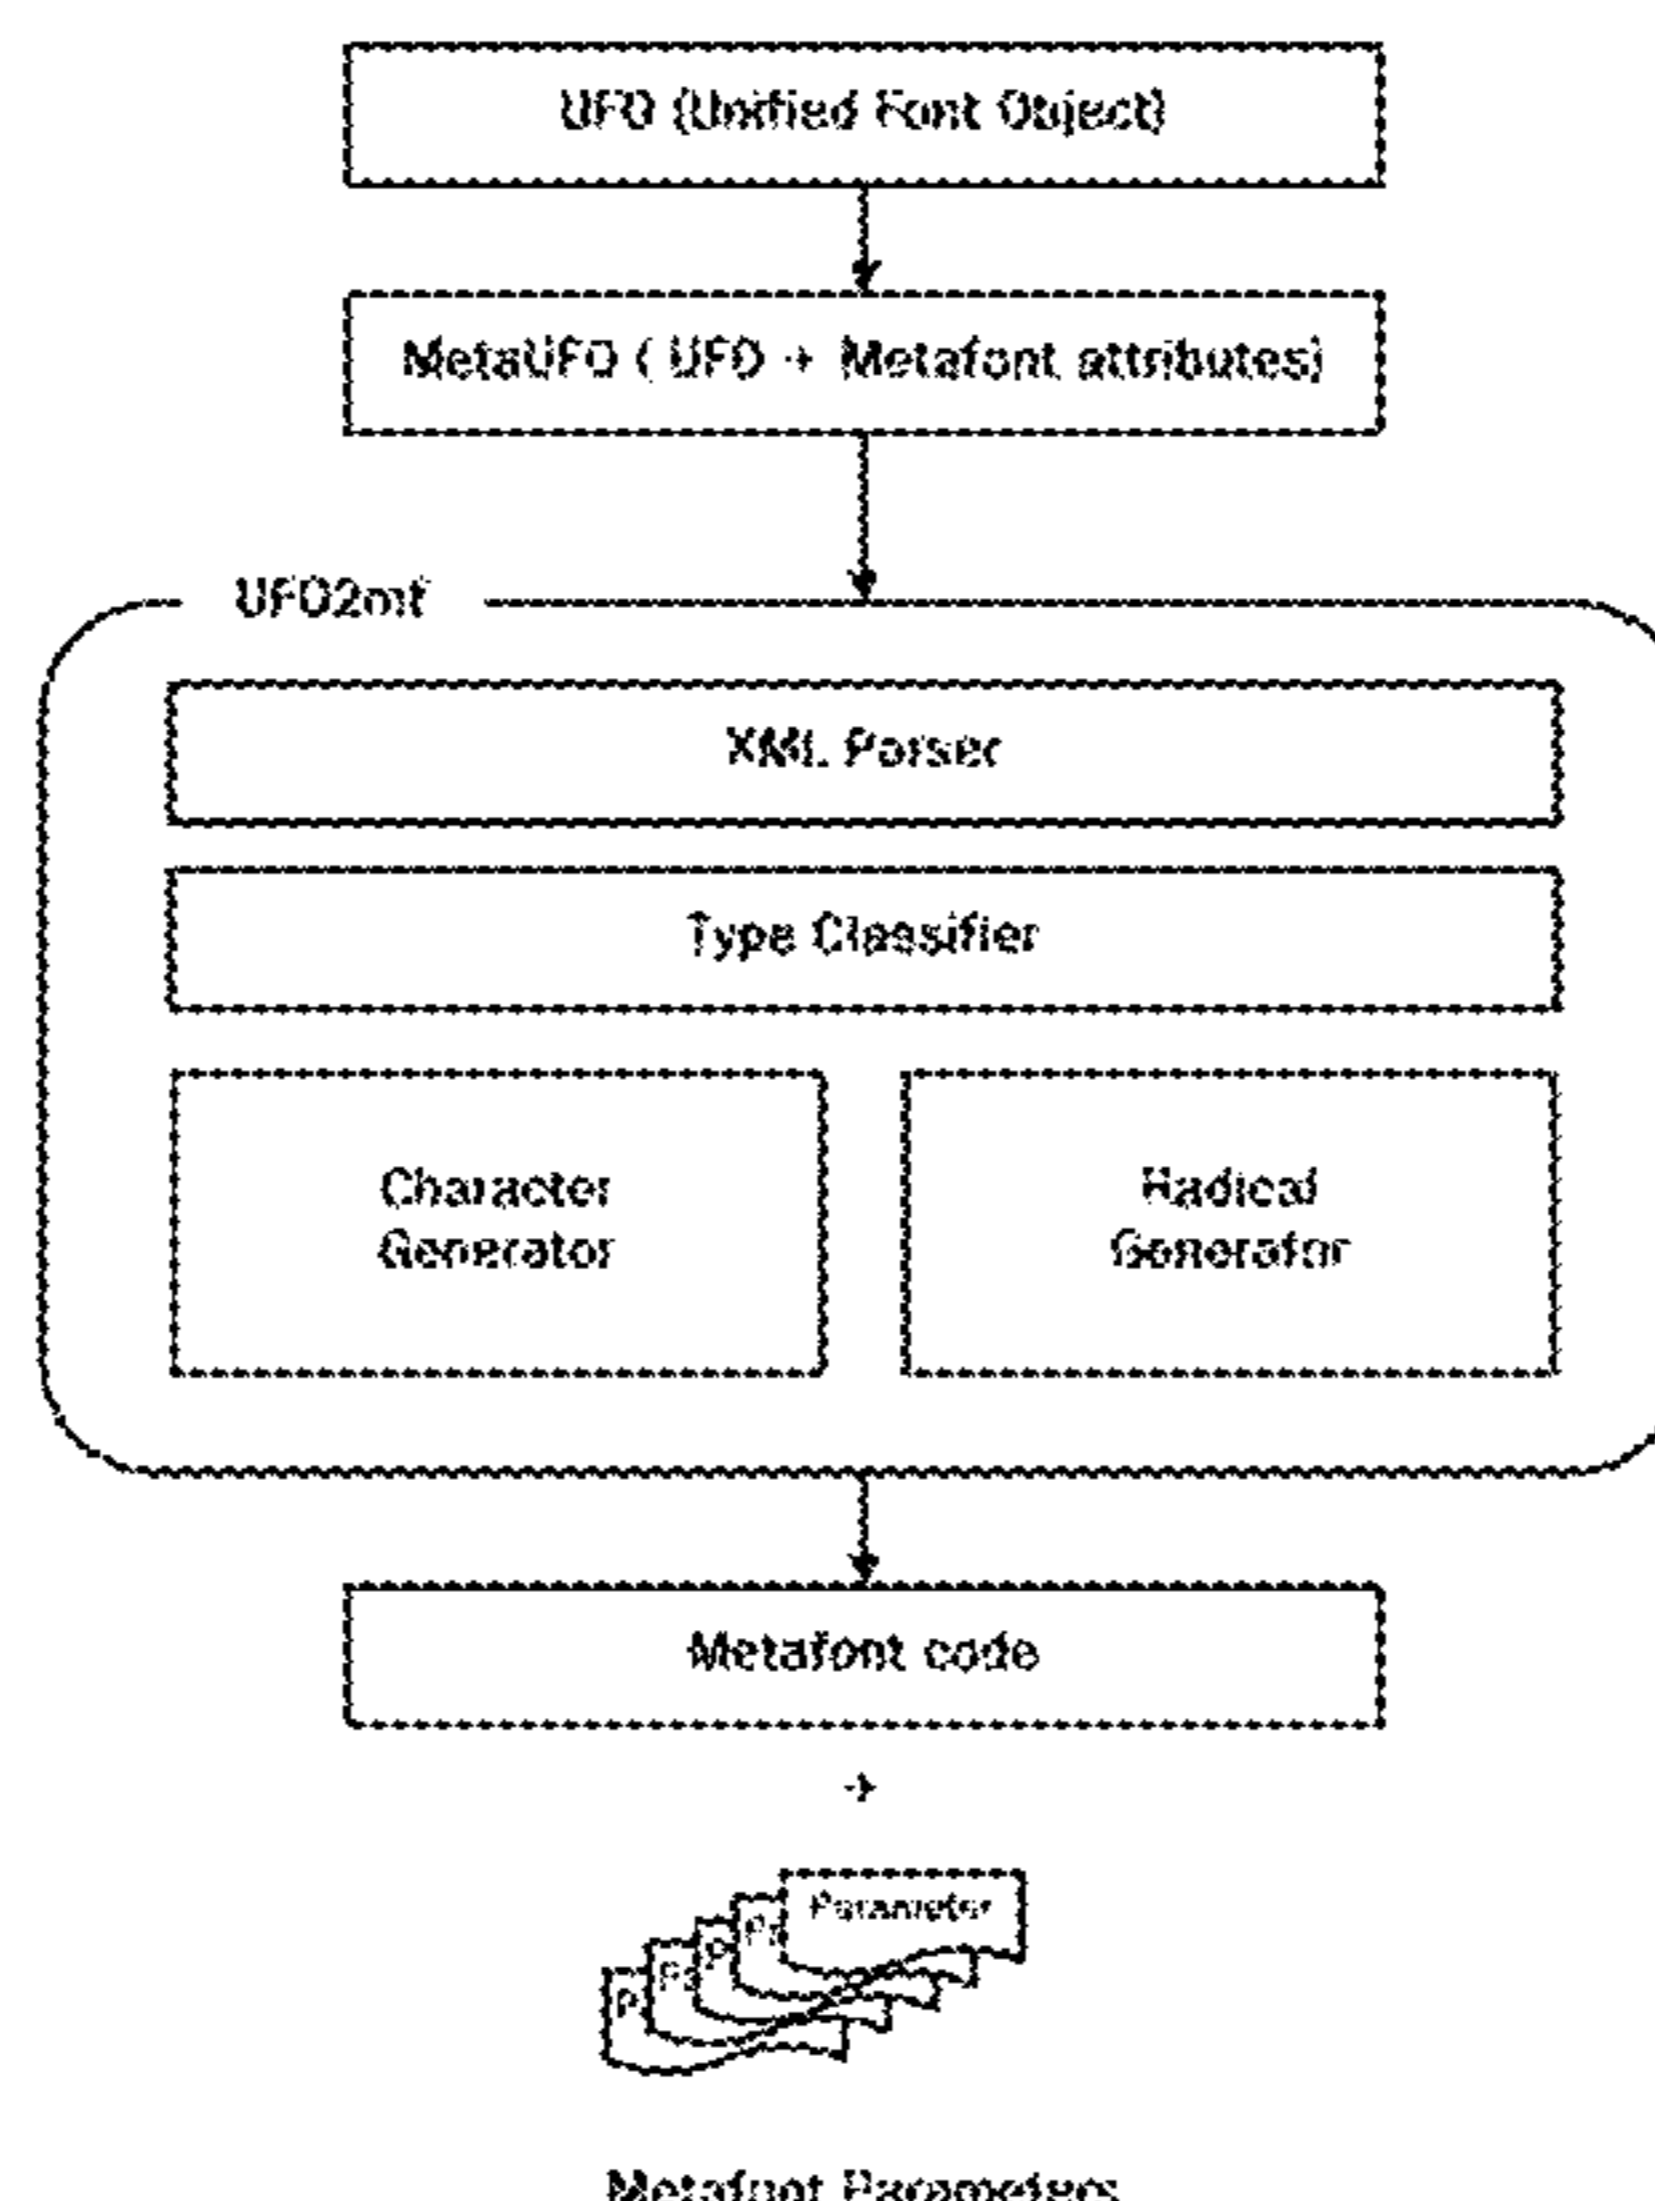 UFO (Unified Font Object)
MetaUFO ( UFO + Metafont attributes)
UFO2mf
XML Parser
Type Classifier
Character
Generator
Radical
Generator
Metafont code
+
Parameter
P
P
P
P
Metafont Parameters